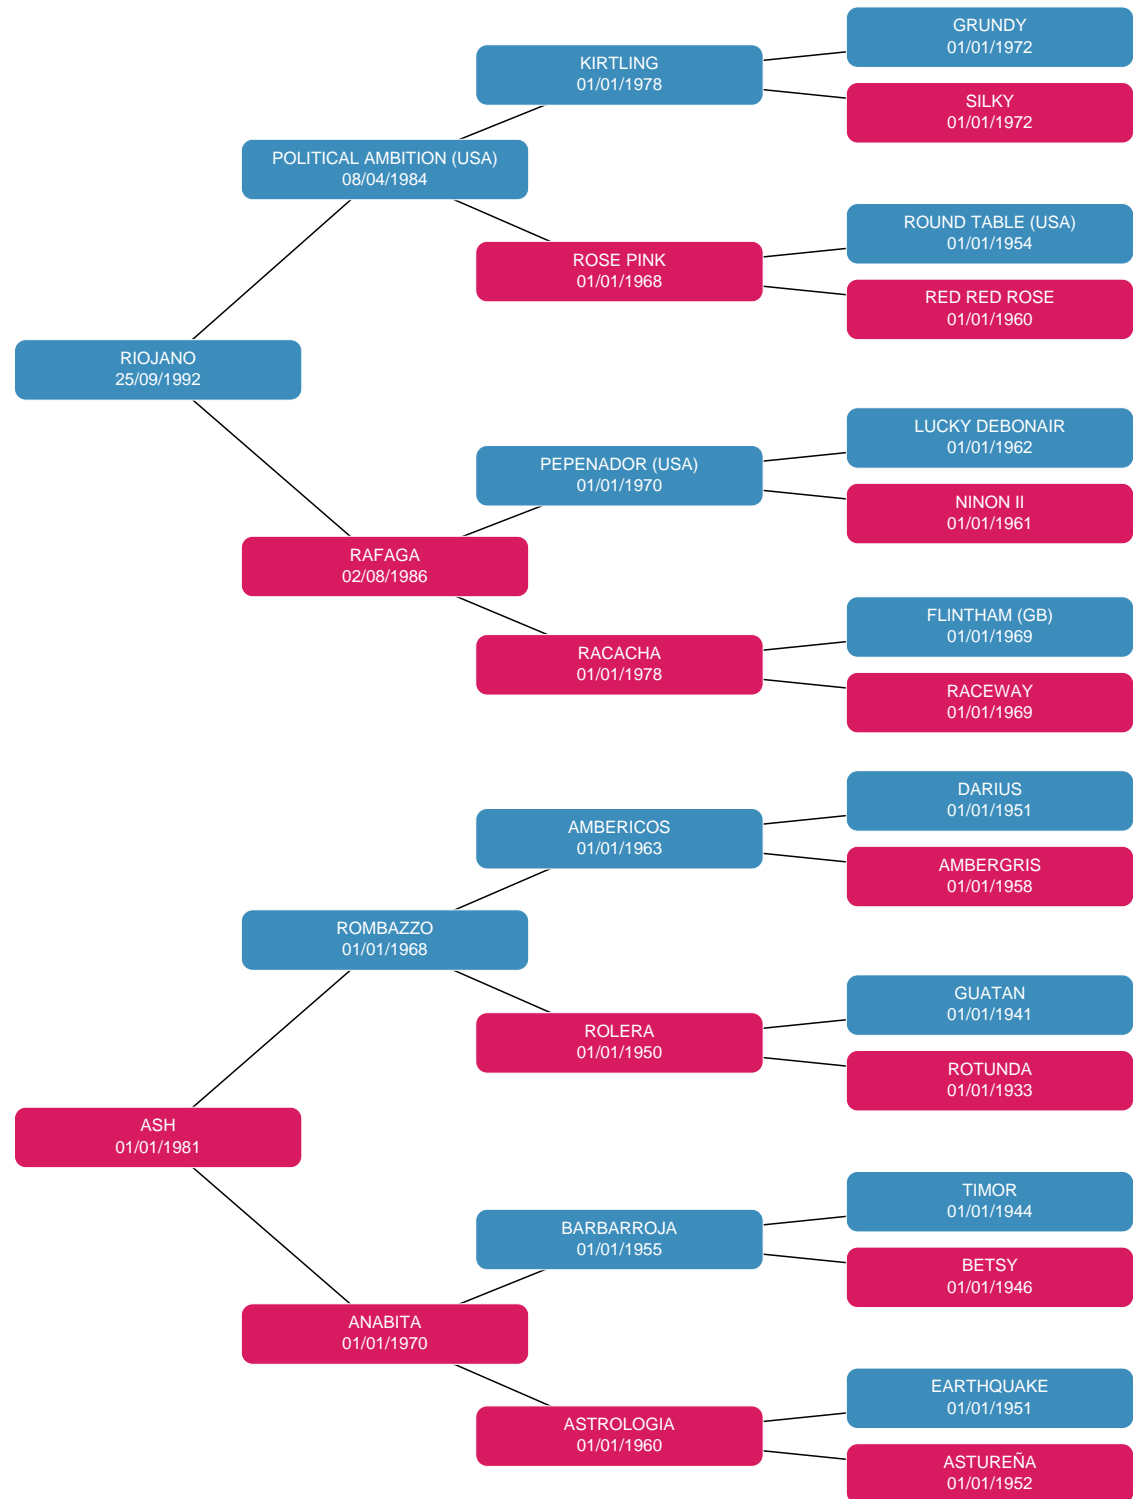 GRUNDY
01/01/1972
KIRTLING
01/01/1978
SILKY
01/01/1972
POLITICAL AMBITION (USA)
08/04/1984
ROUND TABLE (USA)
01/01/1954
ROSE PINK
01/01/1968
RED RED ROSE
01/01/1960
RIOJANO
25/09/1992
LUCKY DEBONAIR
01/01/1962
PEPENADOR (USA)
01/01/1970
NINON II
01/01/1961
RAFAGA
02/08/1986
FLINTHAM (GB)
01/01/1969
RACACHA
01/01/1978
RACEWAY
01/01/1969
DARIUS
01/01/1951
AMBERICOS
01/01/1963
AMBERGRIS
01/01/1958
ROMBAZZO
01/01/1968
GUATAN
01/01/1941
ROLERA
01/01/1950
ROTUNDA
01/01/1933
ASH
01/01/1981
TIMOR
01/01/1944
BARBARROJA
01/01/1955
BETSY
01/01/1946
ANABITA
01/01/1970
EARTHQUAKE
01/01/1951
ASTROLOGIA
01/01/1960
ASTUREÑA
01/01/1952